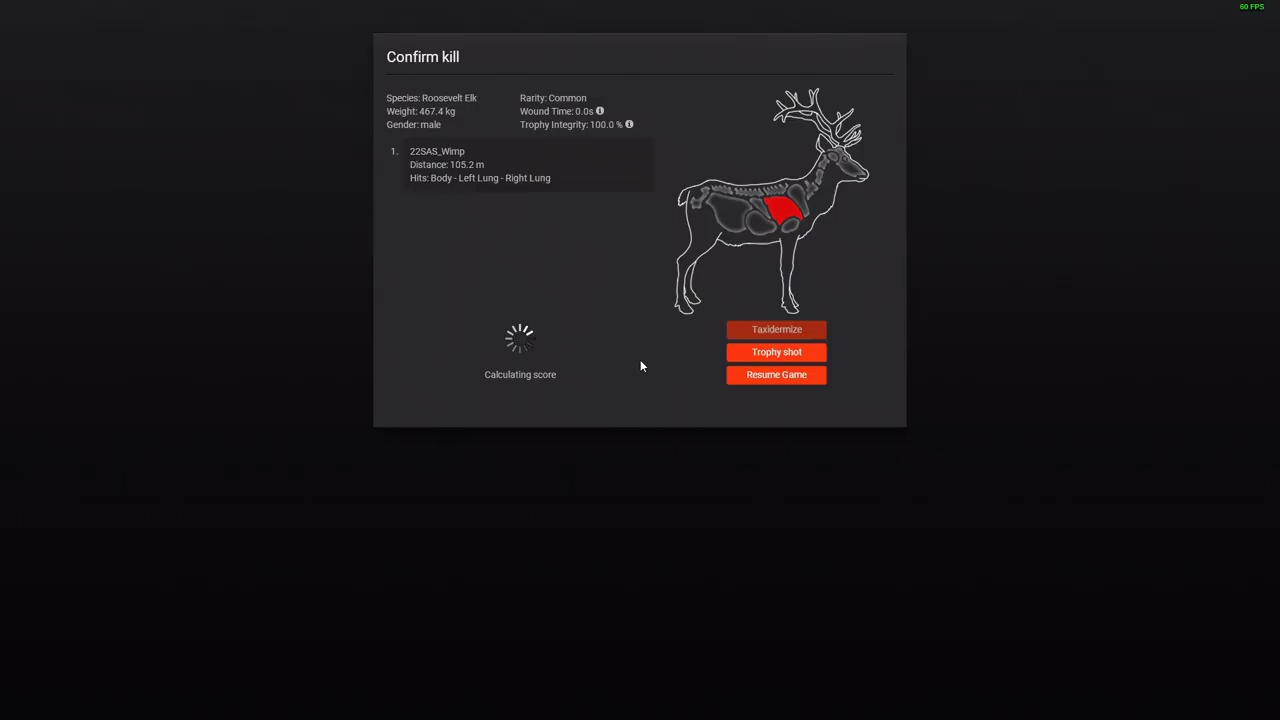 60 FPS
Confirm kill
Species: Roosevelt Elk
Weight: 467.4 kg
Gender: male
Rarity: Common
Wound Time: 0.0s
Trophy Integrity: 100.0 %
1. 22SAS_Wimp
Distance: 105.2 m
Hits: Body - Left Lung - Right Lung
Calculating score
Taxidermize
Trophy shot
Resume Game